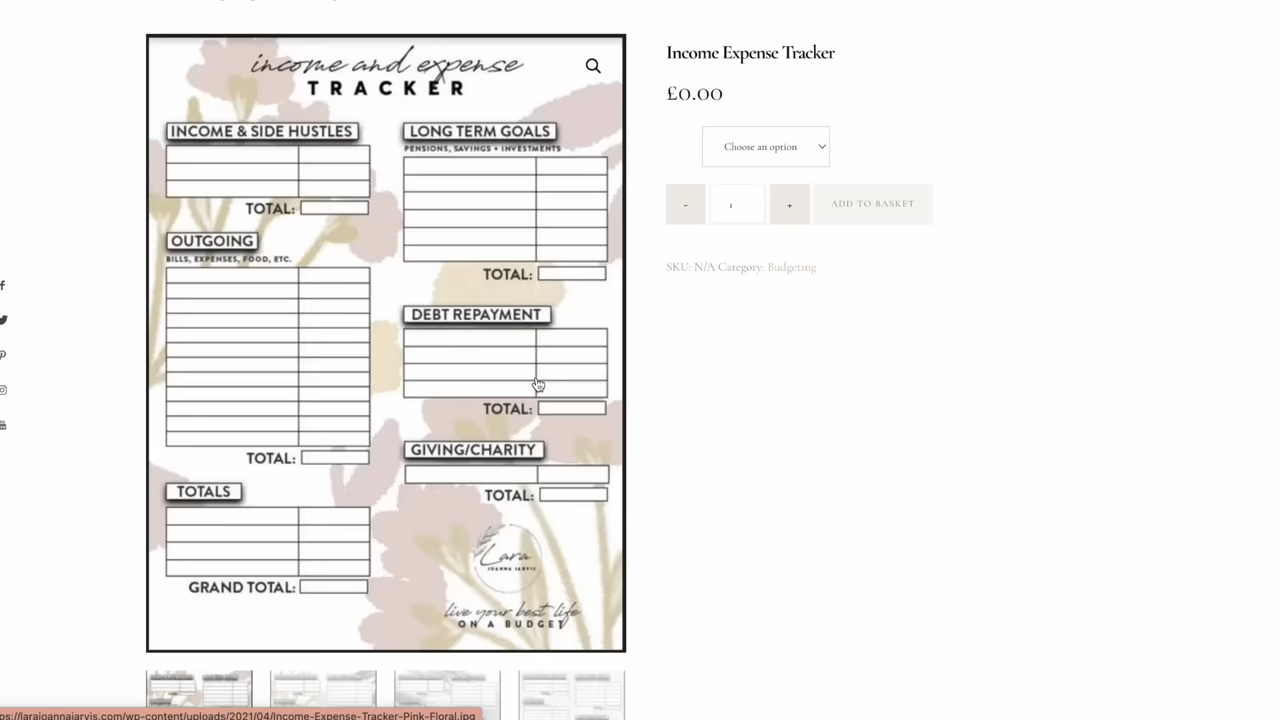 income and expense
TRACKER
INCOME & SIDE HUSTLES
TOTAL:
OUTGOING
BILLS, EXPENSES, FOOD, ETC.
TOTAL:
TOTALS
GRAND TOTAL:
LONG TERM GOALS
PENSIONS, SAVINGS + INVESTMENTS
TOTAL:
DEBT REPAYMENT
TOTAL:
GIVING/CHARITY
TOTAL:
Lara
JOANNA JARVIS
live your best life
ON A BUDGET
Income Expense Tracker
£0.00
Choose an option
-
1
+
ADD TO BASKET
SKU: N/A Category: Budgeting
ps://larajoannajarvis.com/wp-content/uploads/2021/04/Income-Expense-Tracker-Pink-Floral.jpg